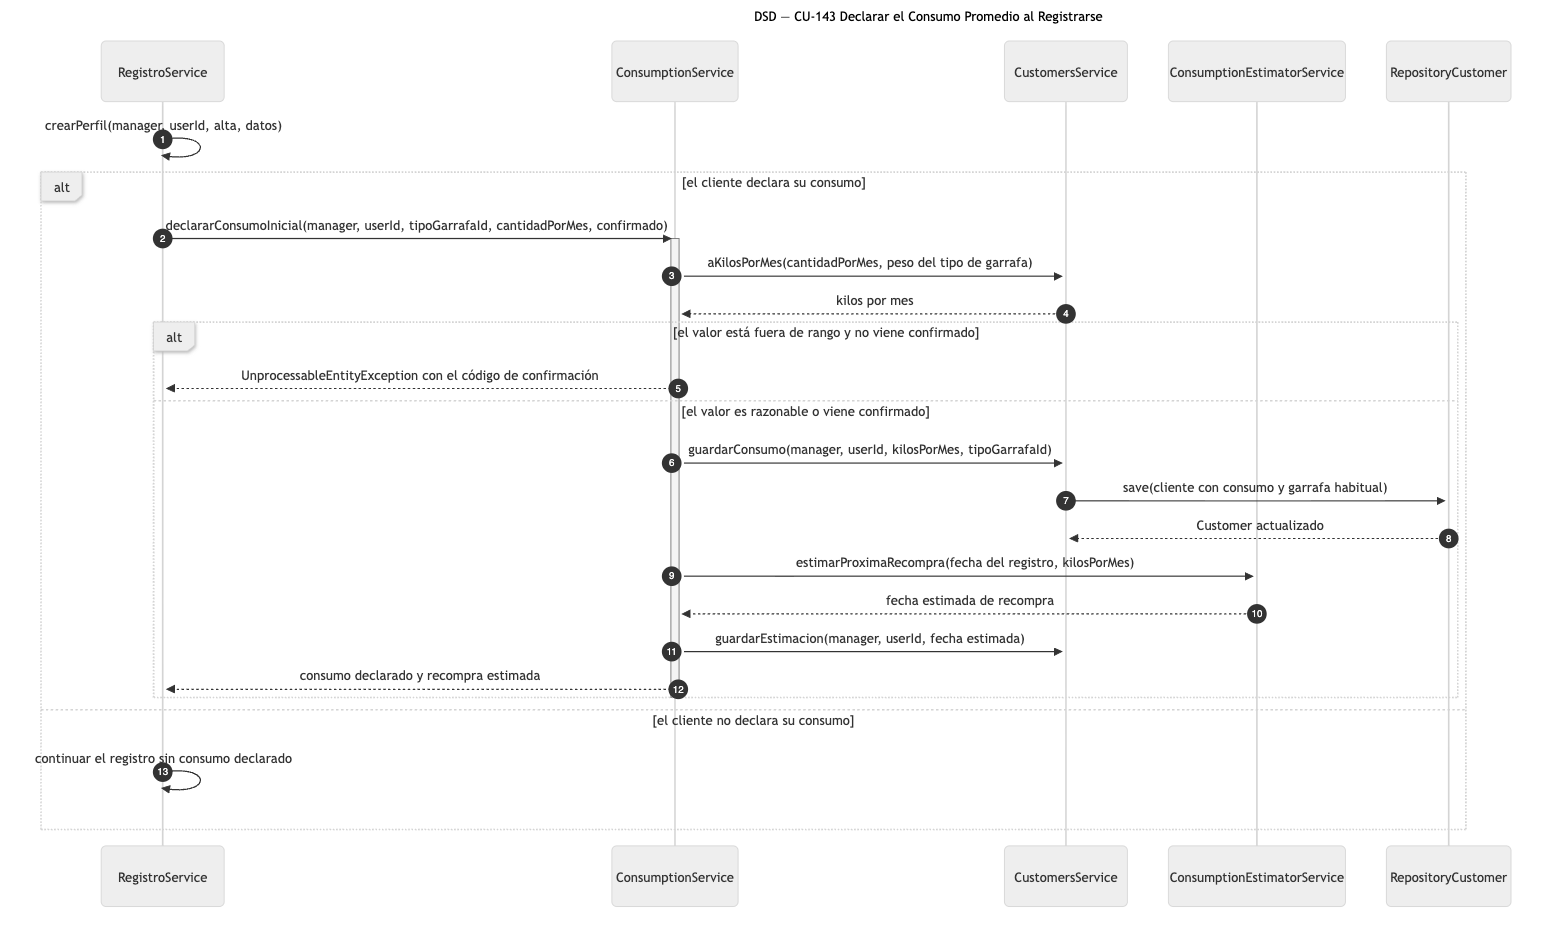 DSD — CU-143 Declarar el Consumo Promedio al Registrarse
RegistroService
ConsumptionService
CustomersService
ConsumptionEstimatorService
RepositoryCustomer
crearPerfil(manager, userId, alta, datos)
1
alt
[el cliente declara su consumo]
declararConsumoInicial(manager, userId, tipoGarrafaId, cantidadPorMes, confirmado)
2
aKilosPorMes(cantidadPorMes, peso del tipo de garrafa)
3
kilos por mes
4
alt
[el valor está fuera de rango y no viene confirmado]
UnprocessableEntityException con el código de confirmación
5
[el valor es razonable o viene confirmado]
guardarConsumo(manager, userId, kilosPorMes, tipoGarrafaId)
6
save(cliente con consumo y garrafa habitual)
7
Customer actualizado
8
estimarProximaRecompra(fecha del registro, kilosPorMes)
9
fecha estimada de recompra
10
guardarEstimacion(manager, userId, fecha estimada)
11
consumo declarado y recompra estimada
12
[el cliente no declara su consumo]
continuar el registro sin consumo declarado
13
RegistroService
ConsumptionService
CustomersService
ConsumptionEstimatorService
RepositoryCustomer